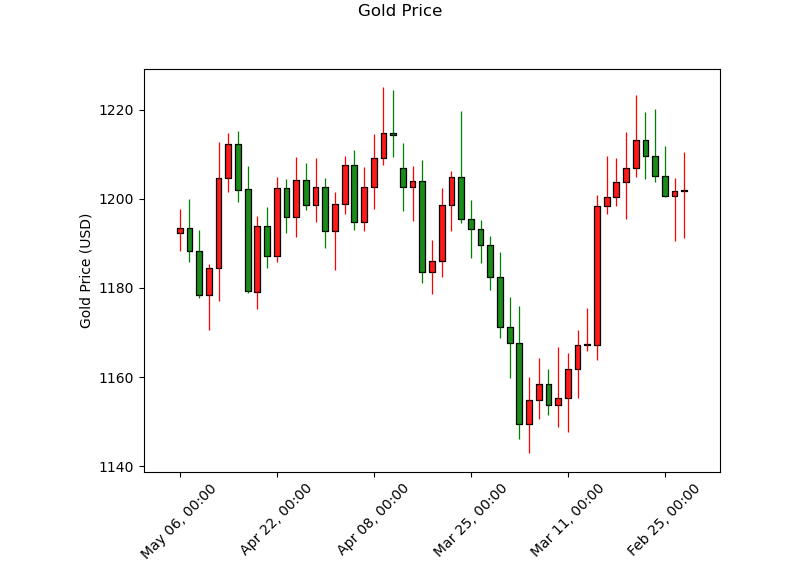 Gold Price
Gold Price (USD)
1220
1200
1180
1160
1140
May 06, 00:00
Apr 22, 00:00
Apr 08, 00:00
Mar 25, 00:00
Mar 11, 00:00
Feb 25, 00:00